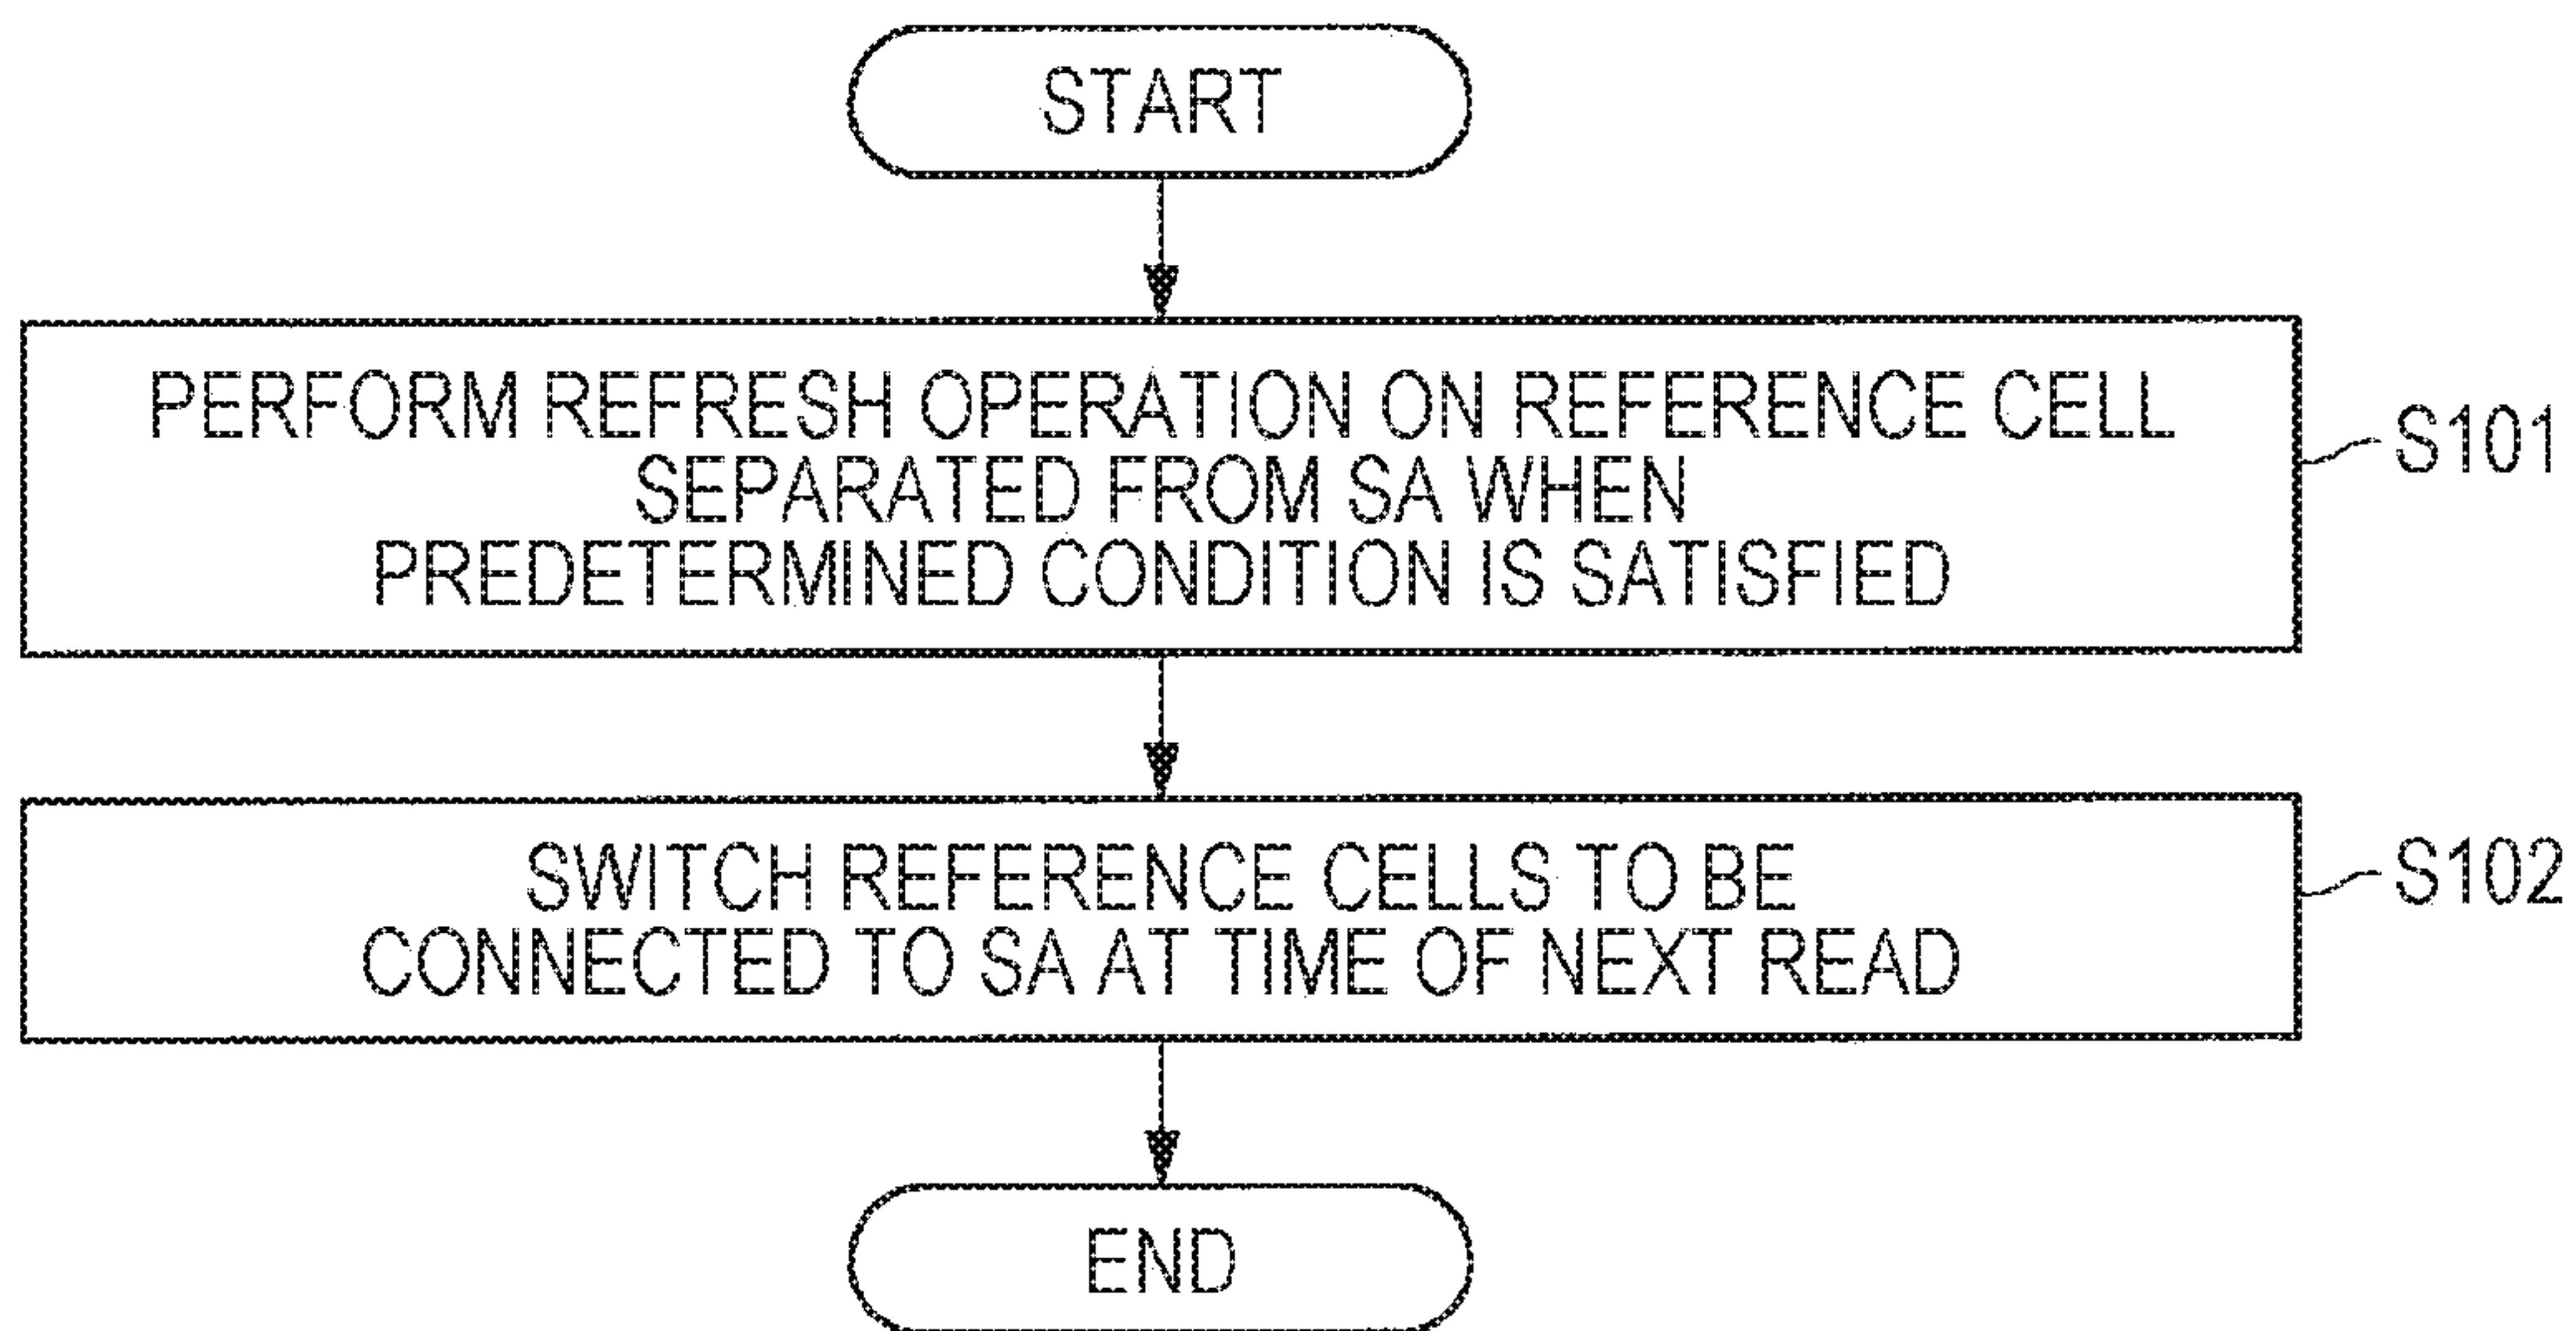 START
PERFORM REFRESH OPERATION ON REFERENCE CELL
SEPARATED FROM SA WHEN
PREDETERMINED CONDITION IS SATISFIED
S101
SWITCH REFERENCE CELLS TO BE
CONNECTED TO SA AT TIME OF NEXT READ
S102
END